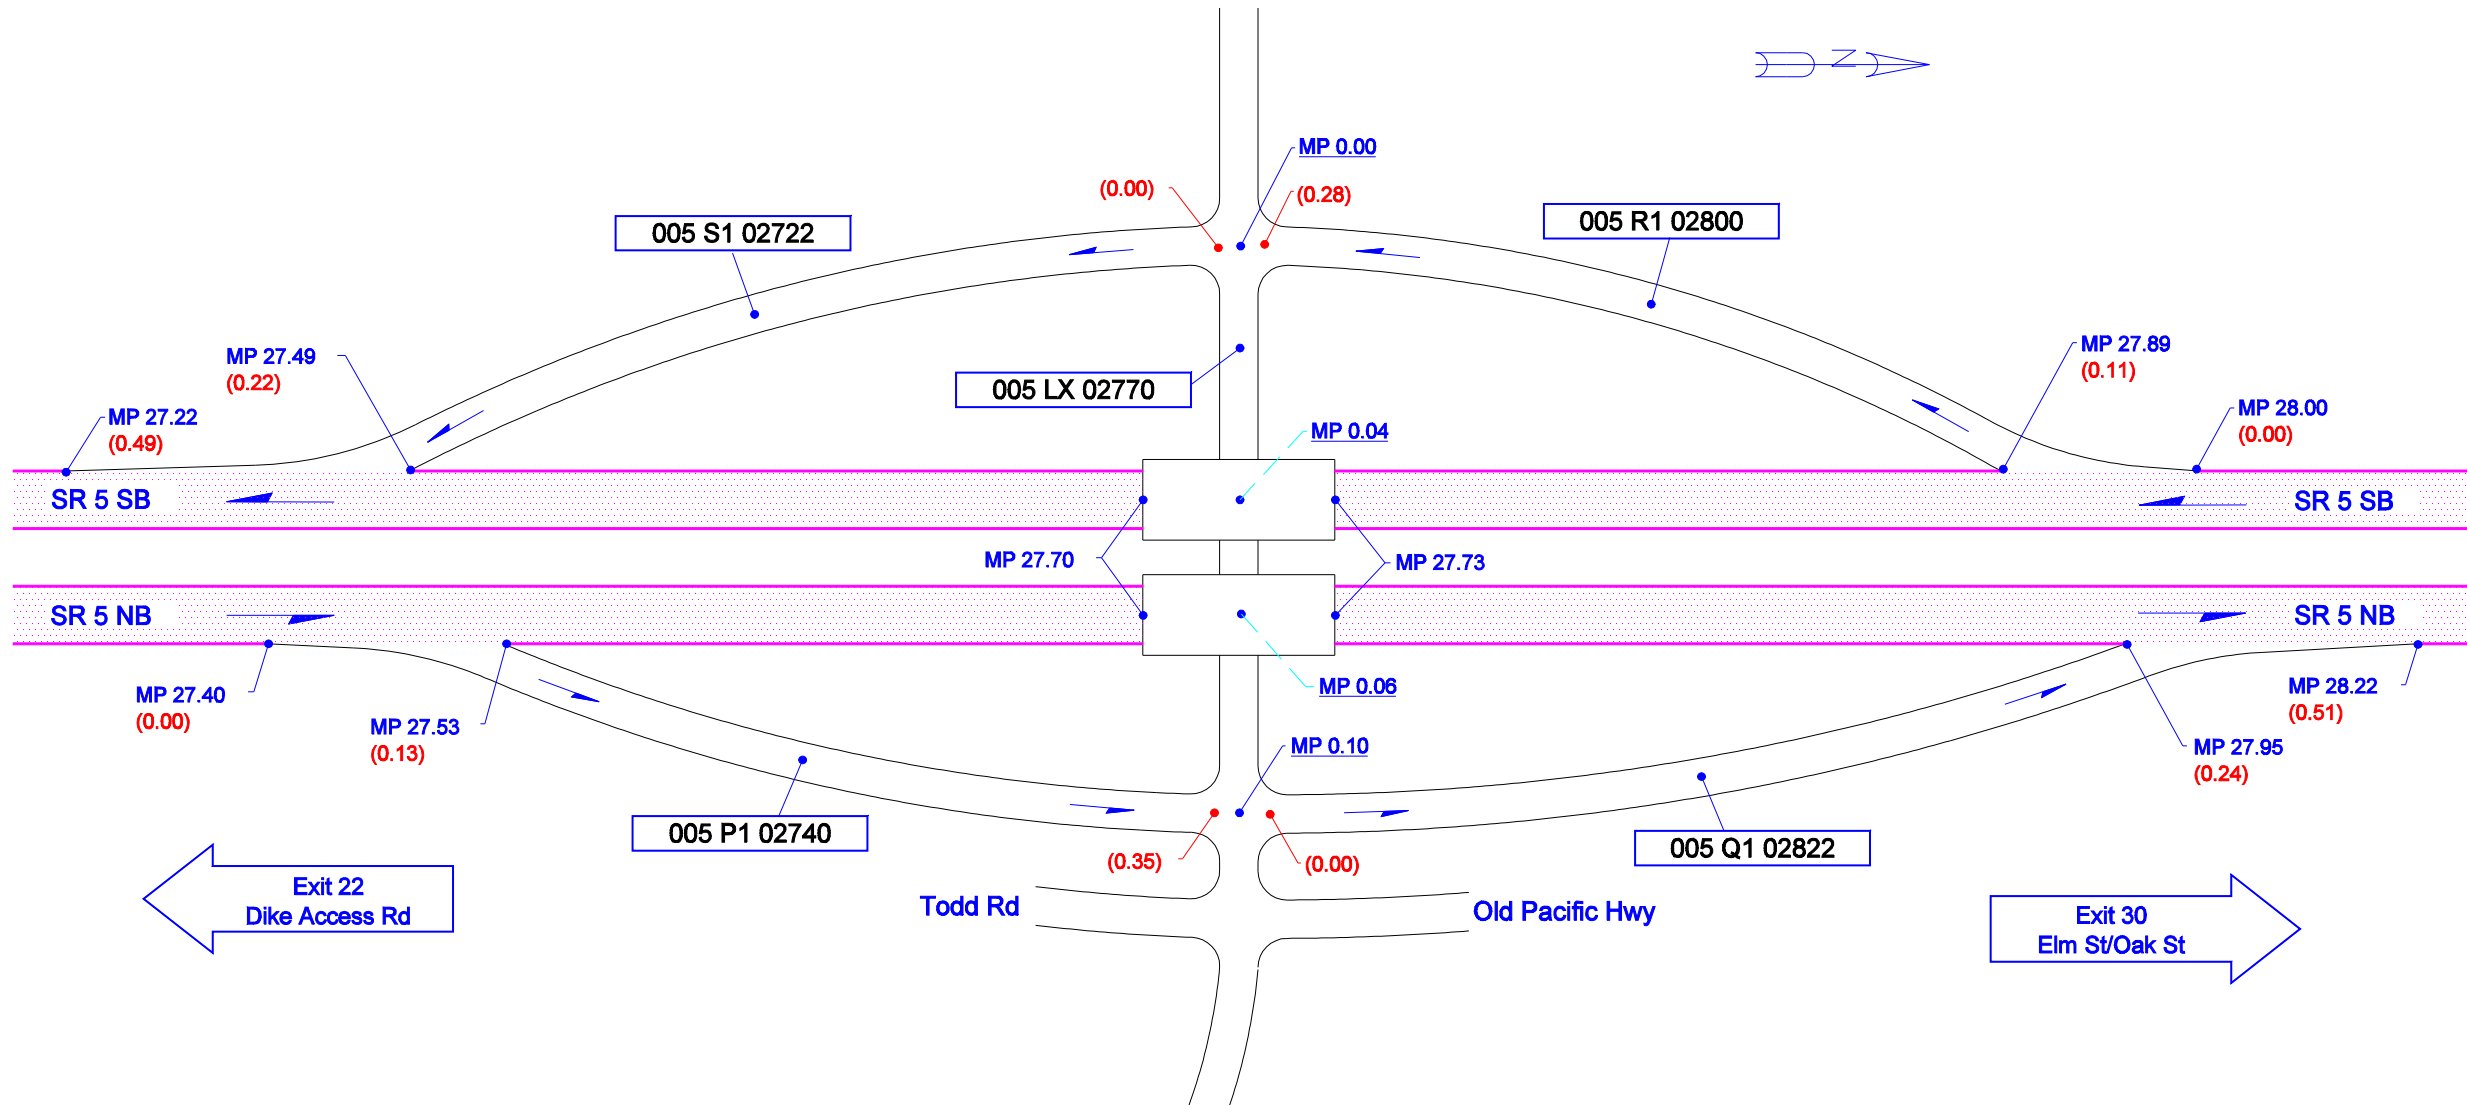 N
MP 0.00
(0.00)
(0.28)
005 S1 02722
005 R1 02800
MP 27.49
(0.22)
MP 27.89
(0.11)
005 LX 02770
MP 27.22
(0.49)
MP 28.00
(0.00)
MP 0.04
SR 5 SB
SR 5 SB
MP 27.70
MP 27.73
SR 5 NB
SR 5 NB
MP 27.40
(0.00)
MP 0.06
MP 28.22
(0.51)
MP 27.53
(0.13)
MP 0.10
MP 27.95
(0.24)
005 P1 02740
005 Q1 02822
(0.35)
(0.00)
Exit 22
Dike Access Rd
Todd Rd
Old Pacific Hwy
Exit 30
Elm St/Oak St